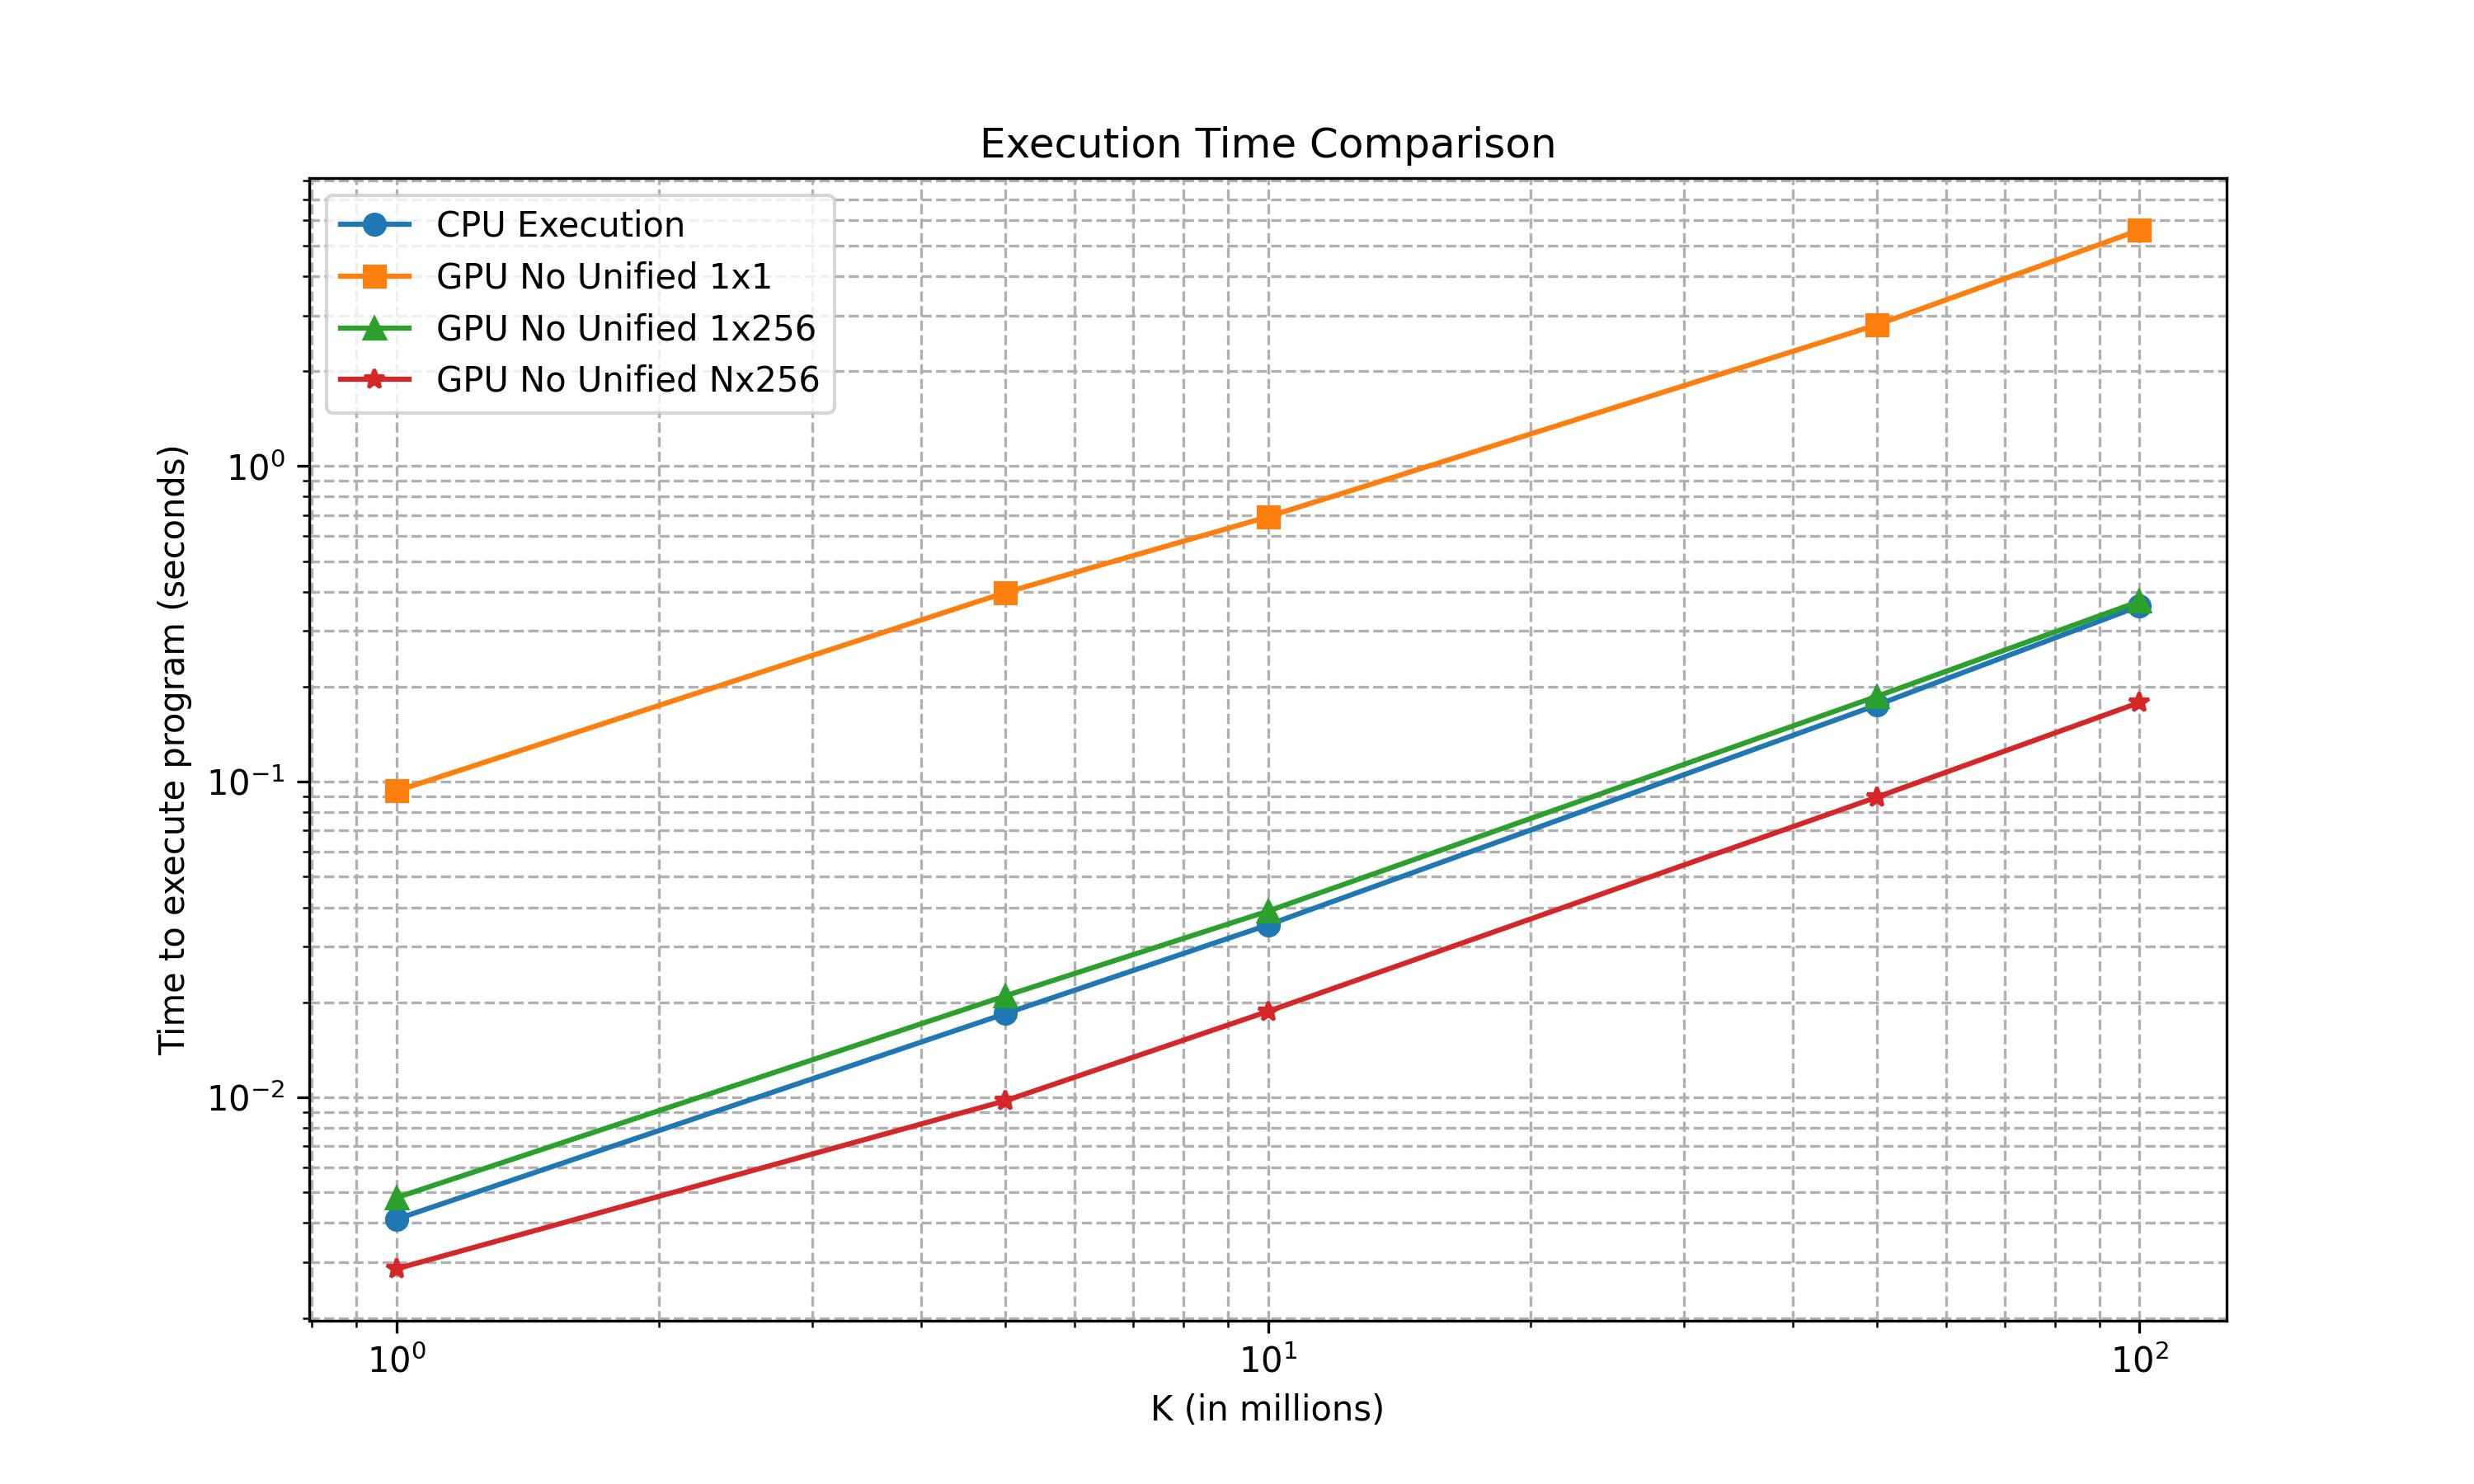 Execution Time Comparison
CPU Execution
GPU No Unified 1x1
GPU No Unified 1x256
GPU No Unified Nx256
Time to execute program (seconds)
10⁰
10⁻¹
10⁻²
10⁰
10¹
10²
K (in millions)